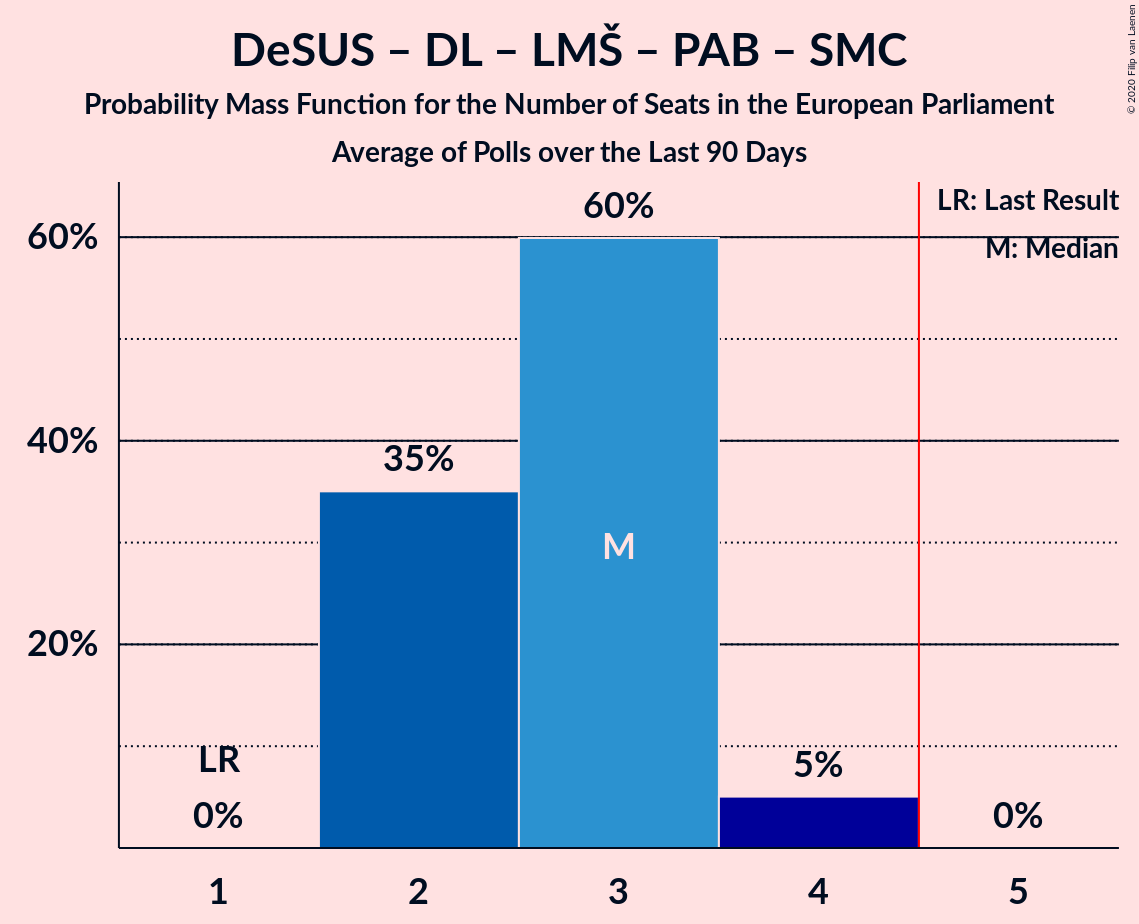 DeSUS – DL – LMŠ – PAB – SMC
Probability Mass Function for the Number of Seats in the European Parliament
Average of Polls over the Last 90 Days
© 2020 Filip van Laenen
LR: Last Result
M: Median
60%
60%
40%
35%
M
20%
LR
5%
0%
0%
1 2 3 4 5